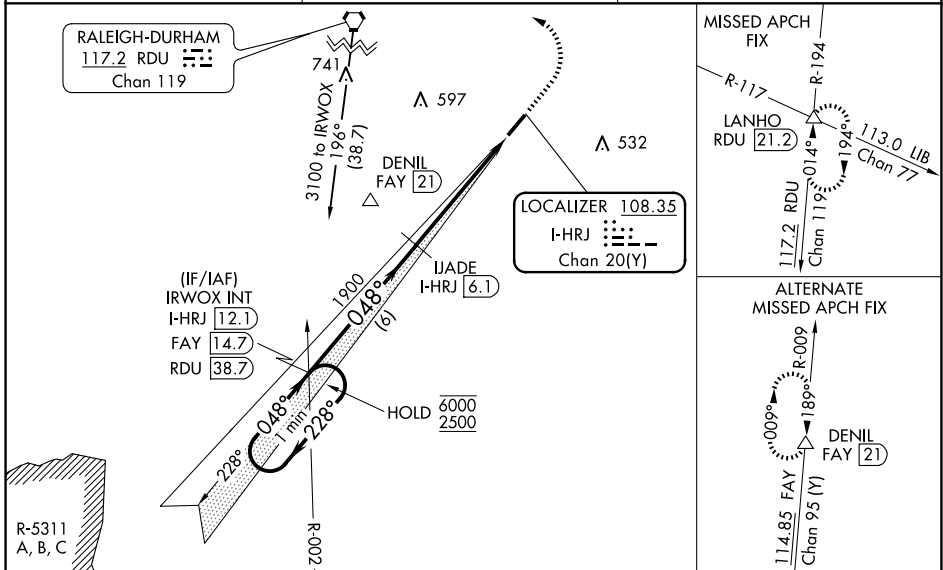 RALEIGH-DURHAM
117.2 RDU
Chan 119
741
3100 to IRWOX
196°
(38.7)
597
532
DENIL
FAY 21
LOCALIZER 108.35
I-HRJ
Chan 20(Y)
IJADE
I-HRJ 6.1
1900
048°
(6)
(IF/IAF)
IRWOX INT
I-HRJ 12.1
FAY 14.7
RDU 38.7
HOLD 6000
2500
048°
1 min
228°
228°
R-002
R-5311
A, B, C
MISSED APCH
FIX
R-194
R-117
LANHO
RDU 21.2
014°
194°
113.0 LIB
Chan 77
117.2 RDU
Chan 119
ALTERNATE
MISSED APCH FIX
R-009
009°
189°
DENIL
FAY 21
114.85 FAY
Chan 95 (Y)